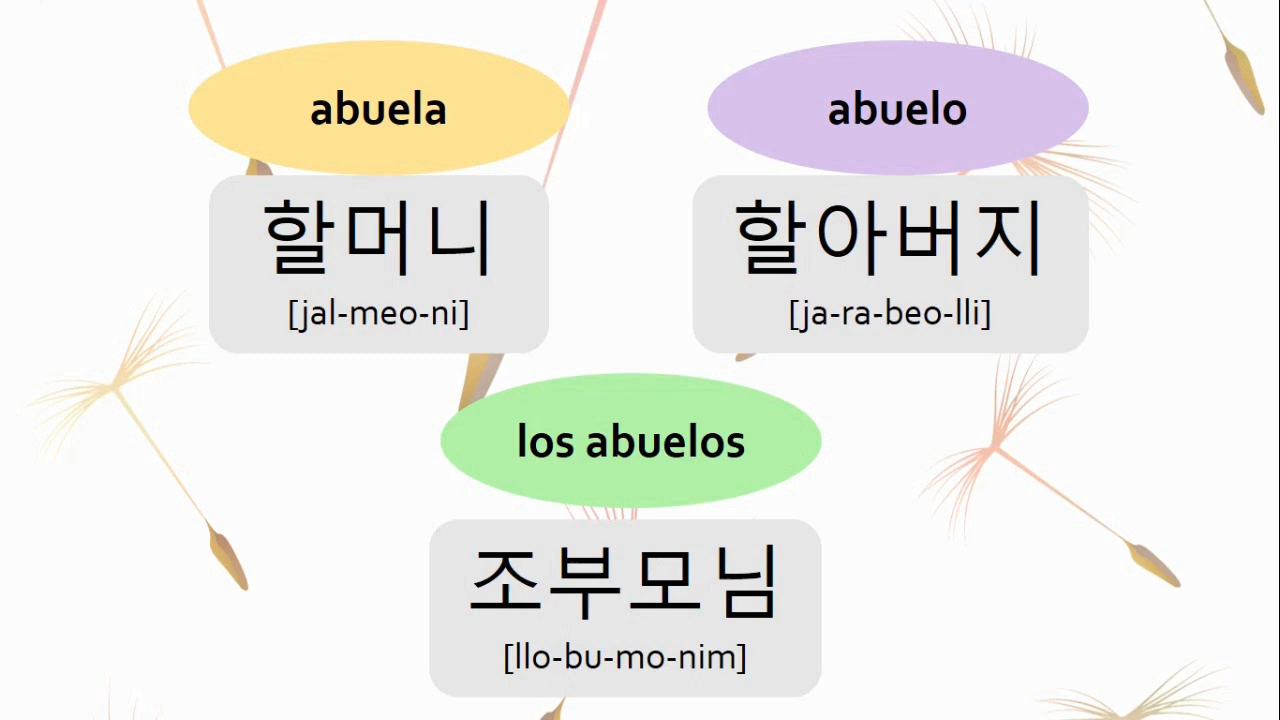 abuela
할머니
[jal-meo-ni]
abuelo
할아버지
[ja-ra-beo-lli]
los abuelos
조부모님
[llo-bu-mo-nim]